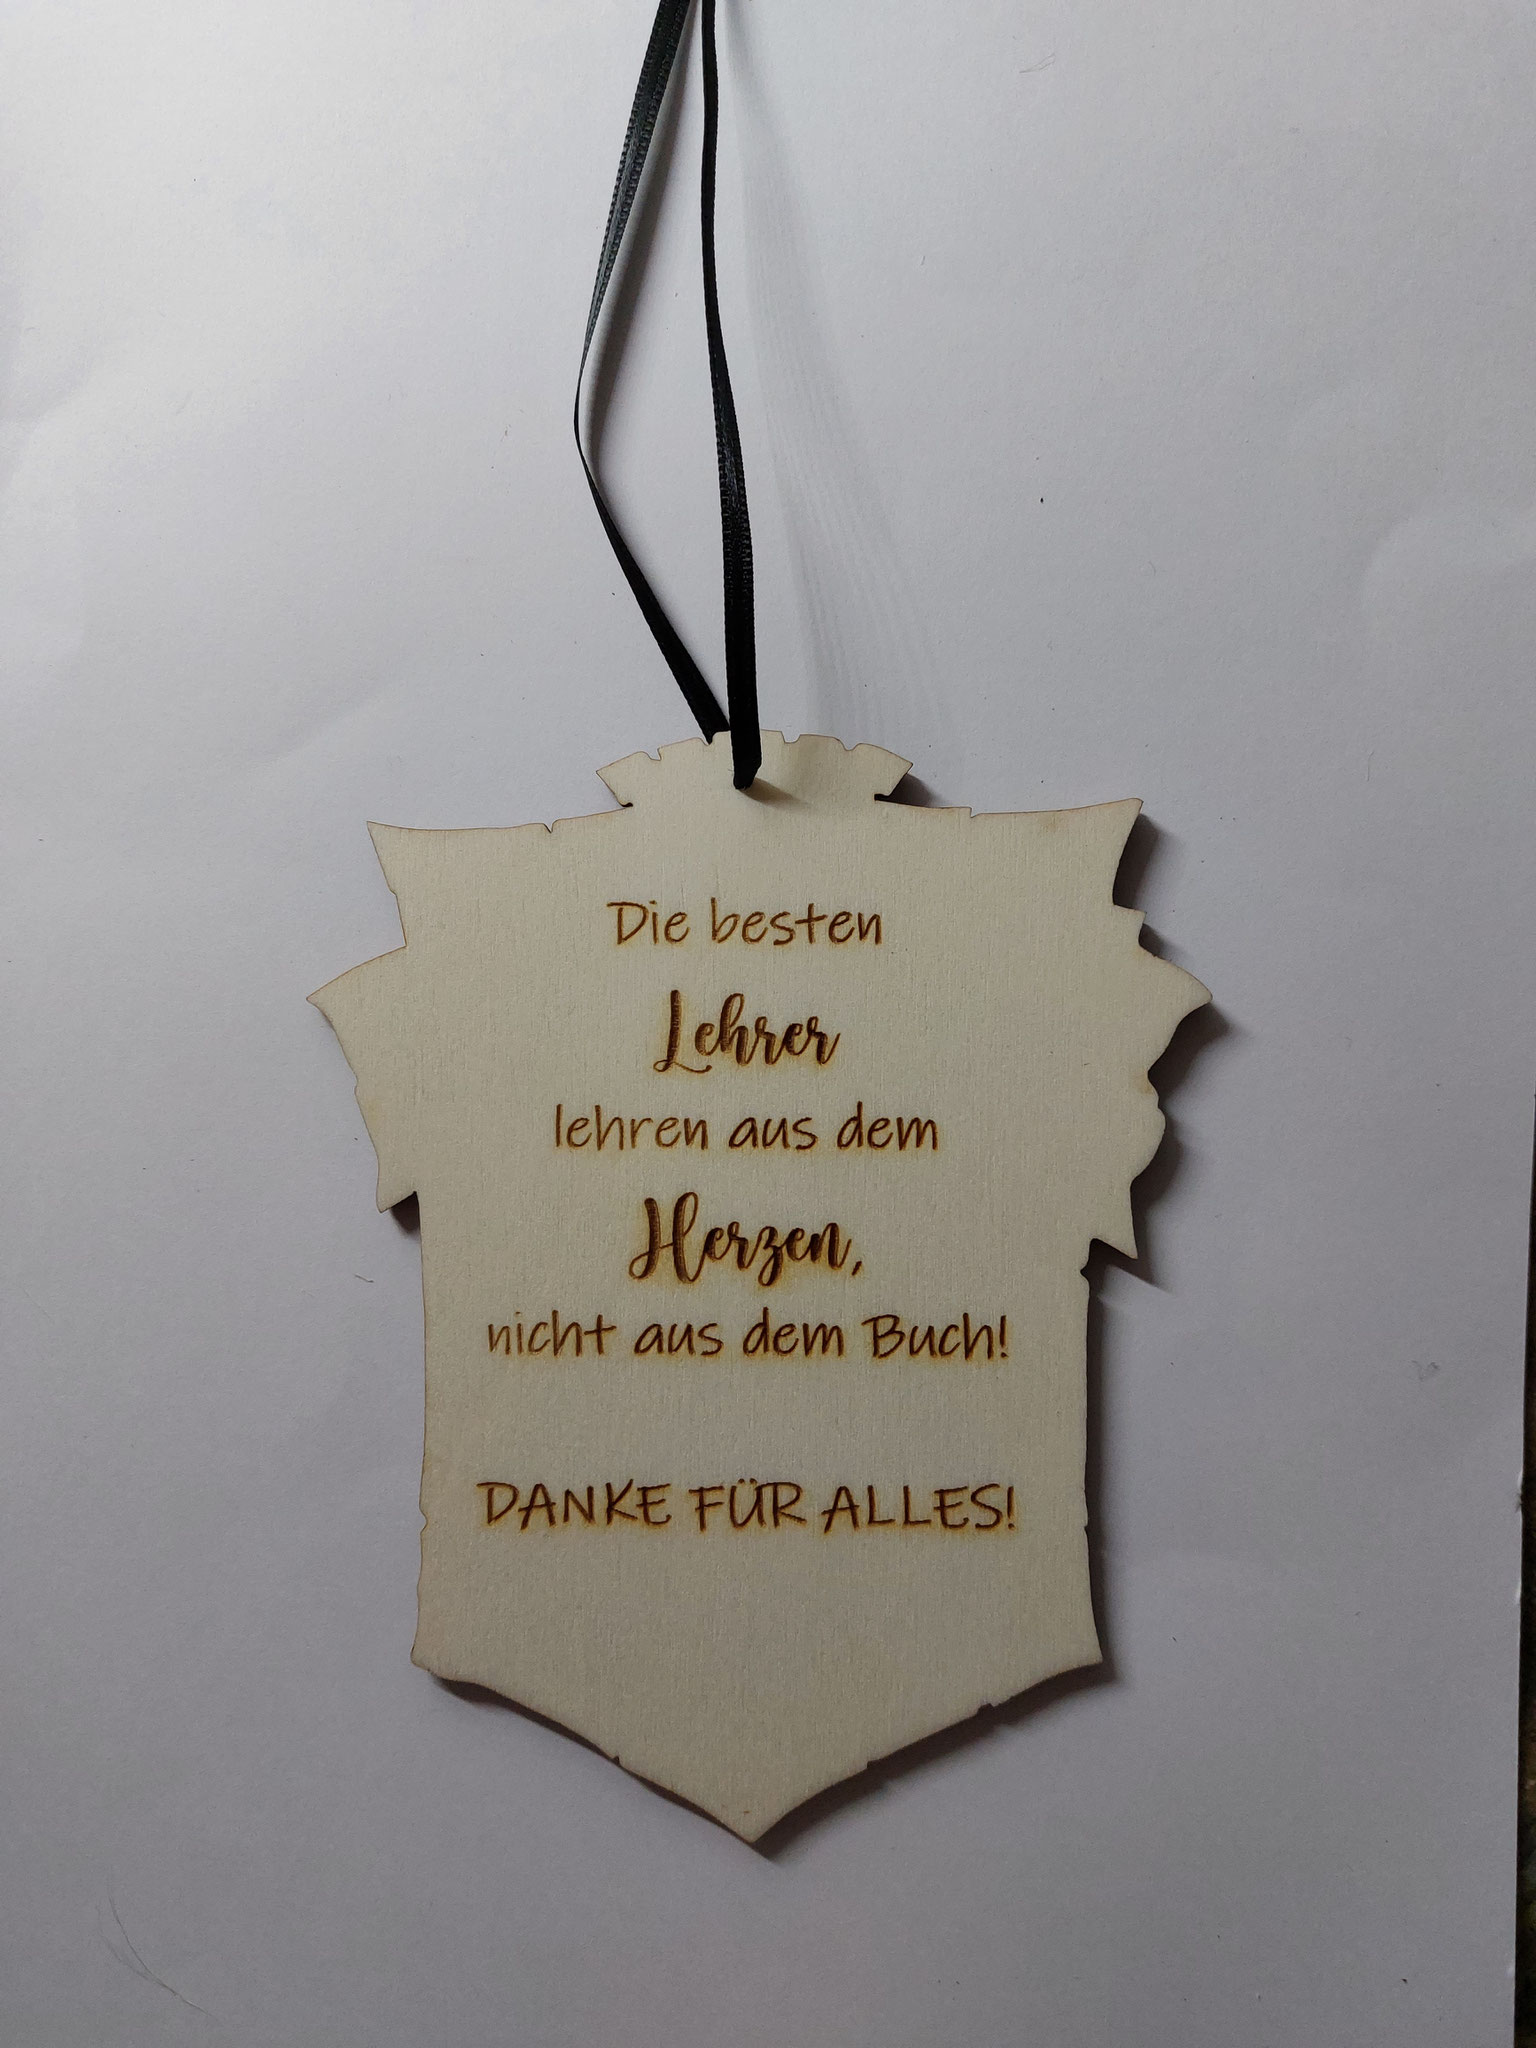 Die besten
Lehrer
lehren aus dem
Herzen,
nicht aus dem Buch!
DANKE FÜR ALLES!